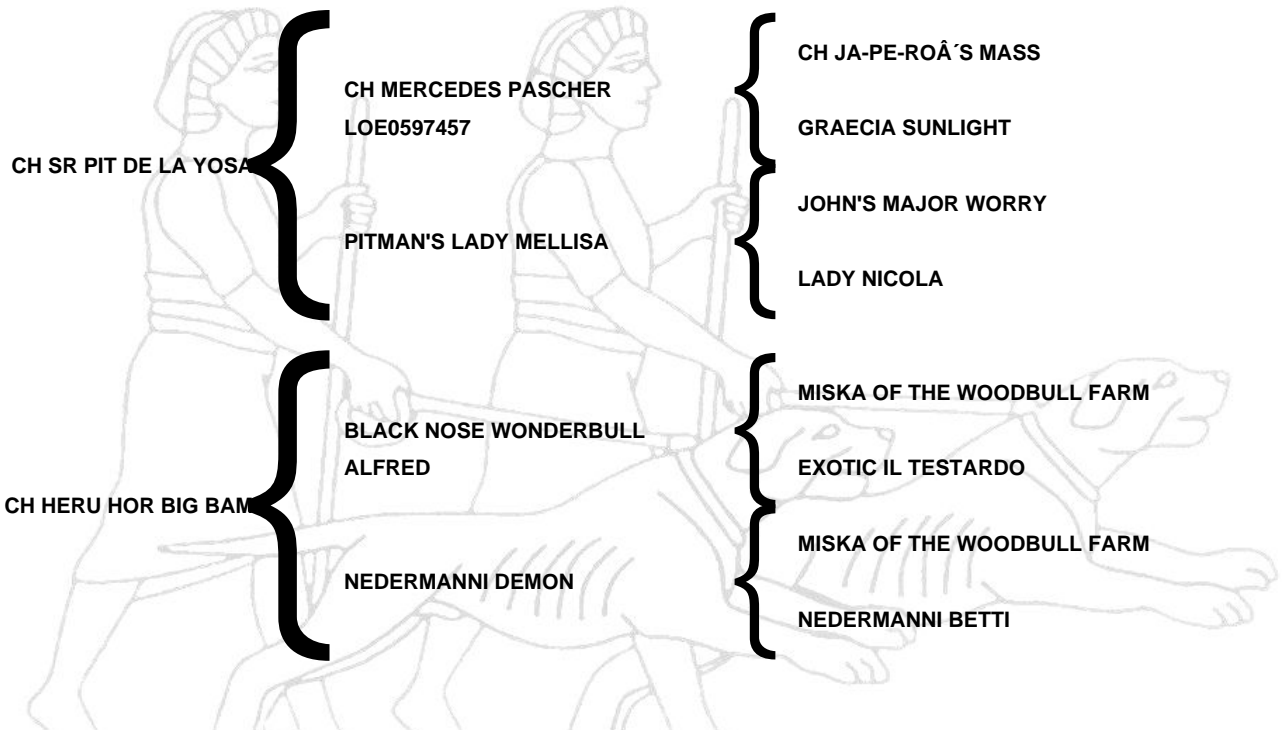 CH JA-PE-ROÂ´S MASS
CH MERCEDES PASCHER
LOE0597457
GRAECIA SUNLIGHT
CH SR PIT DE LA YOSA
JOHN'S MAJOR WORRY
PITMAN'S LADY MELLISA
LADY NICOLA
MISKA OF THE WOODBULL FARM
BLACK NOSE WONDERBULL
ALFRED
EXOTIC IL TESTARDO
CH HERU HOR BIG BAM
MISKA OF THE WOODBULL FARM
NEDERMANNI DEMON
NEDERMANNI BETTI